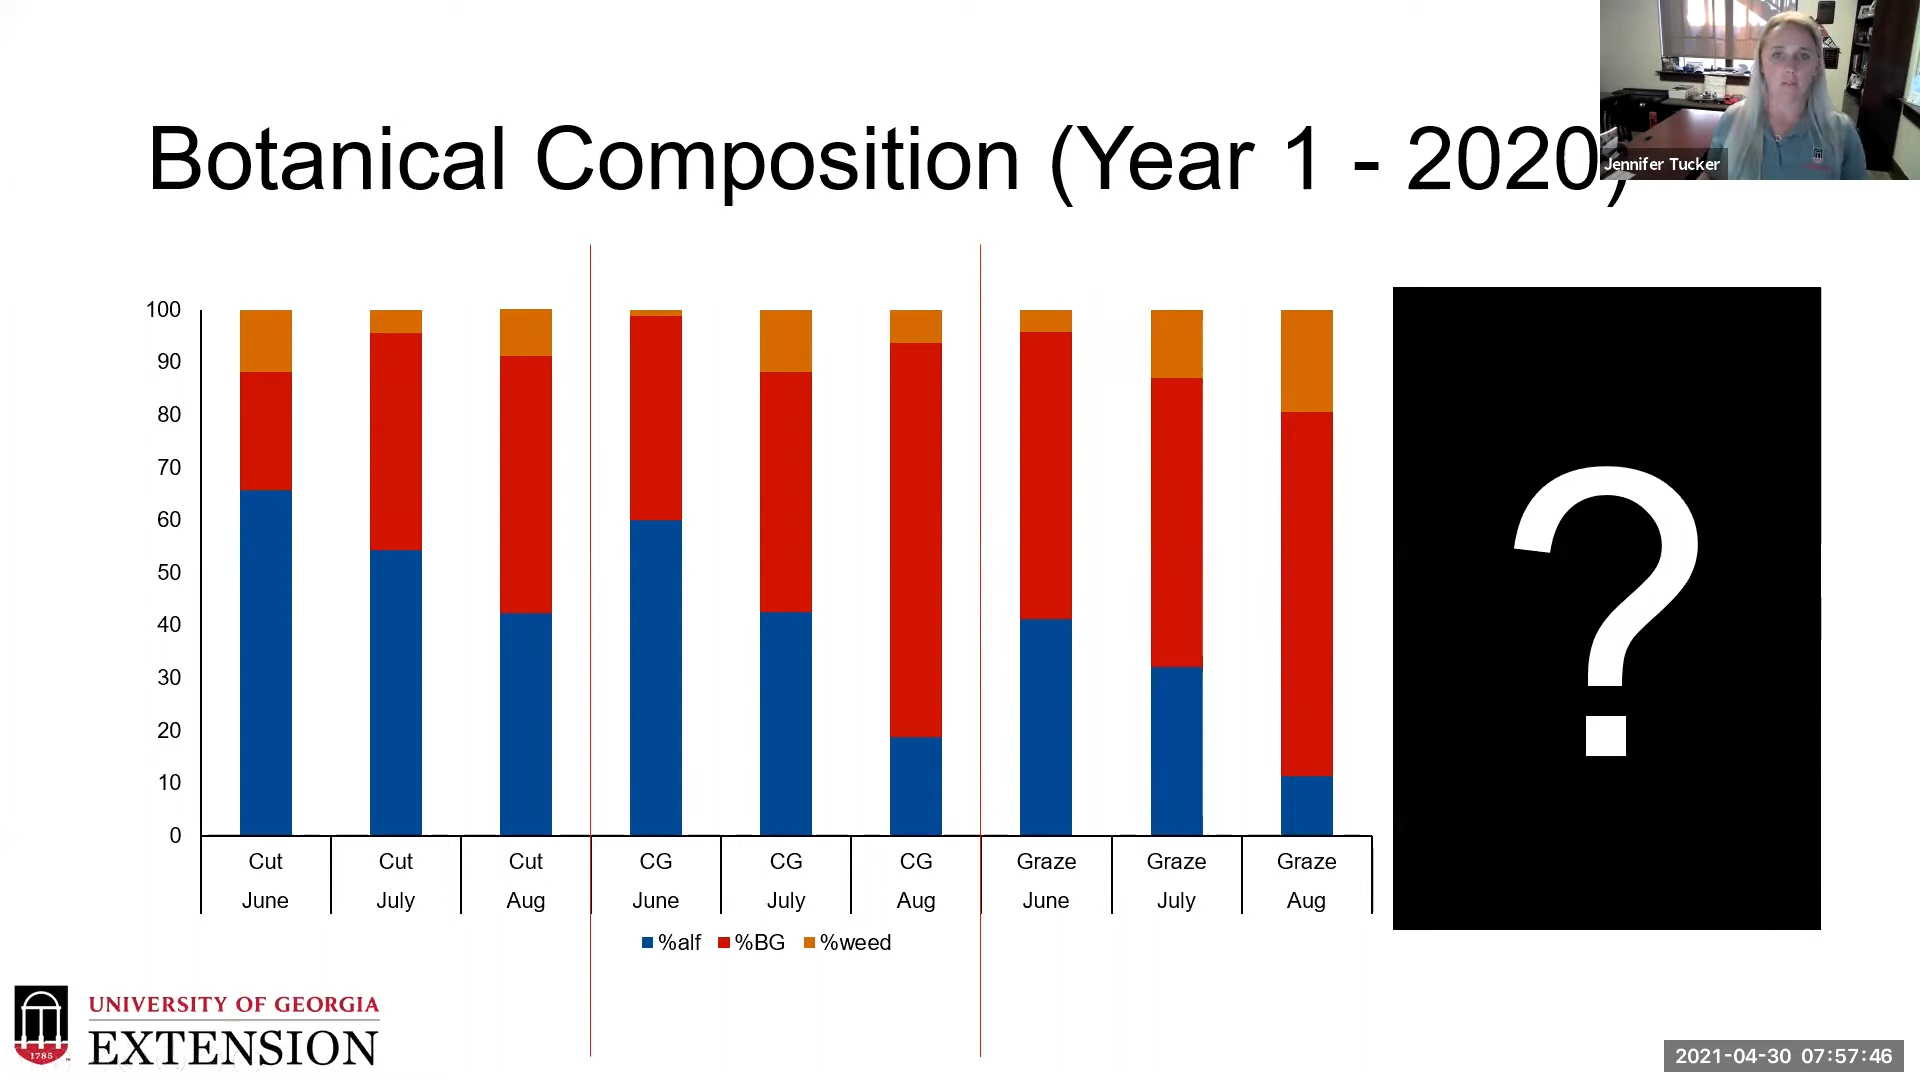 Botanical Composition (Year 1 - 2020)
Jennifer Tucker
100
90
80
70
60
50
40
30
20
10
0
Cut Cut Cut CG CG CG Graze Graze Graze
June July Aug June July Aug June July Aug
%alf %BG %weed
?
1785
UNIVERSITY OF GEORGIA
EXTENSION
2021-04-30 07:57:46